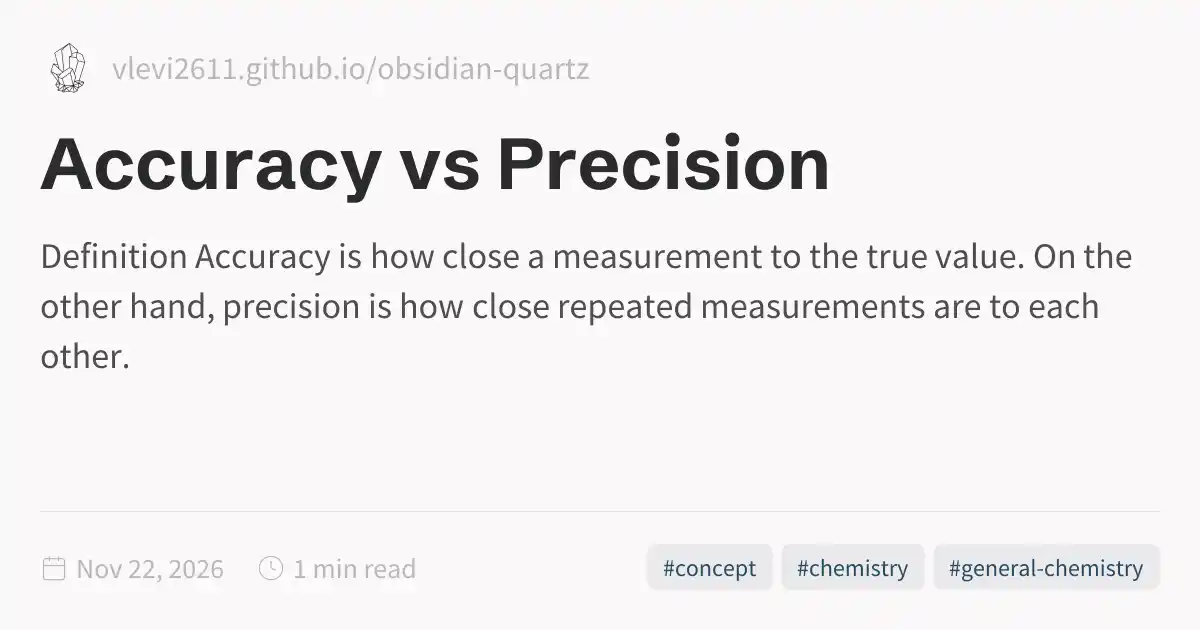 vlevi2611.github.io/obsidian-quartz
Accuracy vs Precision
Definition Accuracy is how close a measurement to the true value. On the
other hand, precision is how close repeated measurements are to each
other.
Nov 22, 2026 1 min read #concept #chemistry #general-chemistry